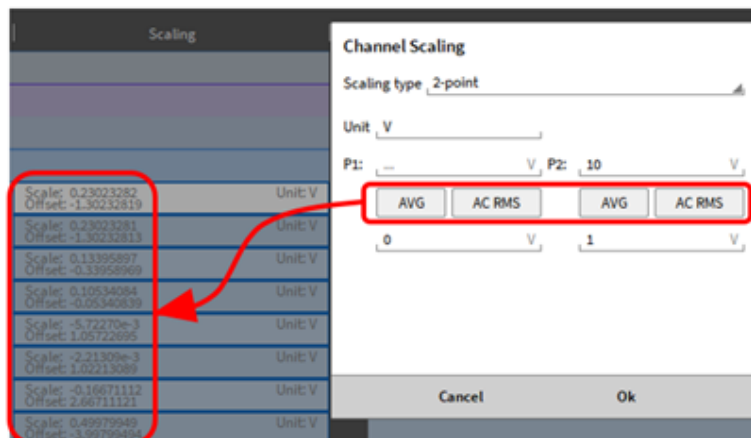 Scaling
Scale: 0.23023282 Unit: V
Offset: -1.30232819
Scale: 0.23023281 Unit: V
Offset: -1.30232813
Scale: 0.13395897 Unit: V
Offset: -0.33958969
Scale: 0.10534084 Unit: V
Offset: -0.05340839
Scale: -5.72270e-3 Unit: V
Offset: 1.05722695
Scale: -2.21309e-3 Unit: V
Offset: 1.02213089
Scale: -0.16671112 Unit: V
Offset: 2.66711121
Scale: 0.49979949 Unit: V
Offset: -3.99799494
Channel Scaling
Scaling type 2-point
Unit V
P1: ... V P2: 10 V
AVG AC RMS AVG AC RMS
0 V 1 V
Cancel Ok